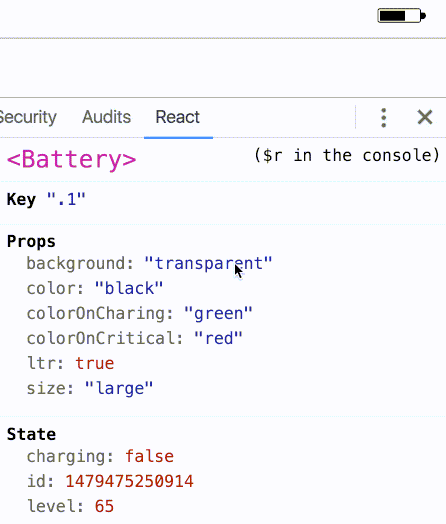 Security Audits React
<Battery> ($r in the console)
Key ".1"
Props
background: "transparent"
color: "black"
colorOnCharing: "green"
colorOnCritical: "red"
ltr: true
size: "large"
State
charging: false
id: 1479475250914
level: 65